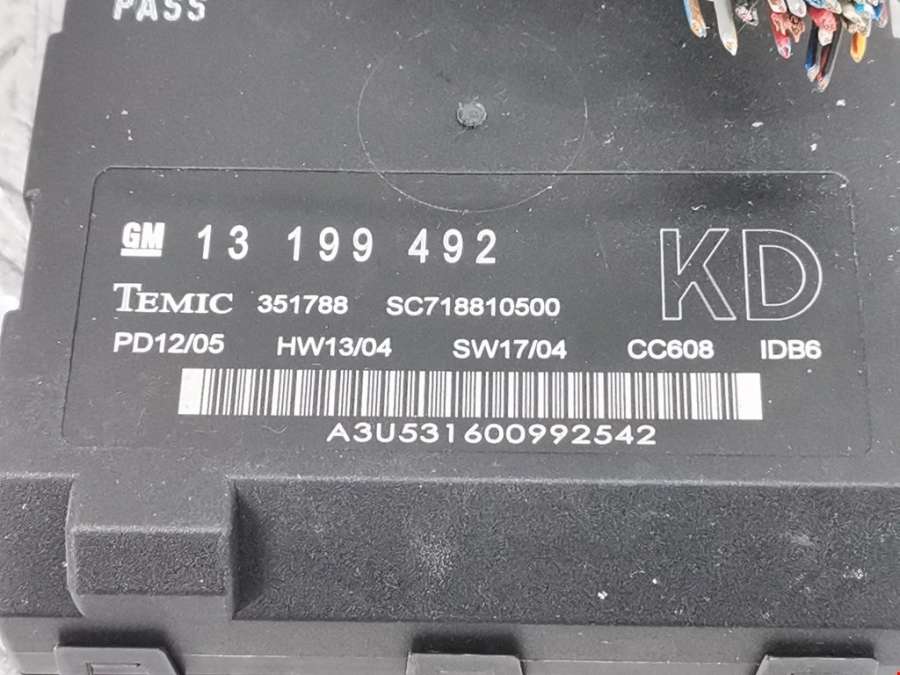 PASS
GM 13 199 492 KD
TEMIC 351788 SC718810500
PD12/05 HW13/04 SW17/04 CC608 IDB6
A3U531600992542